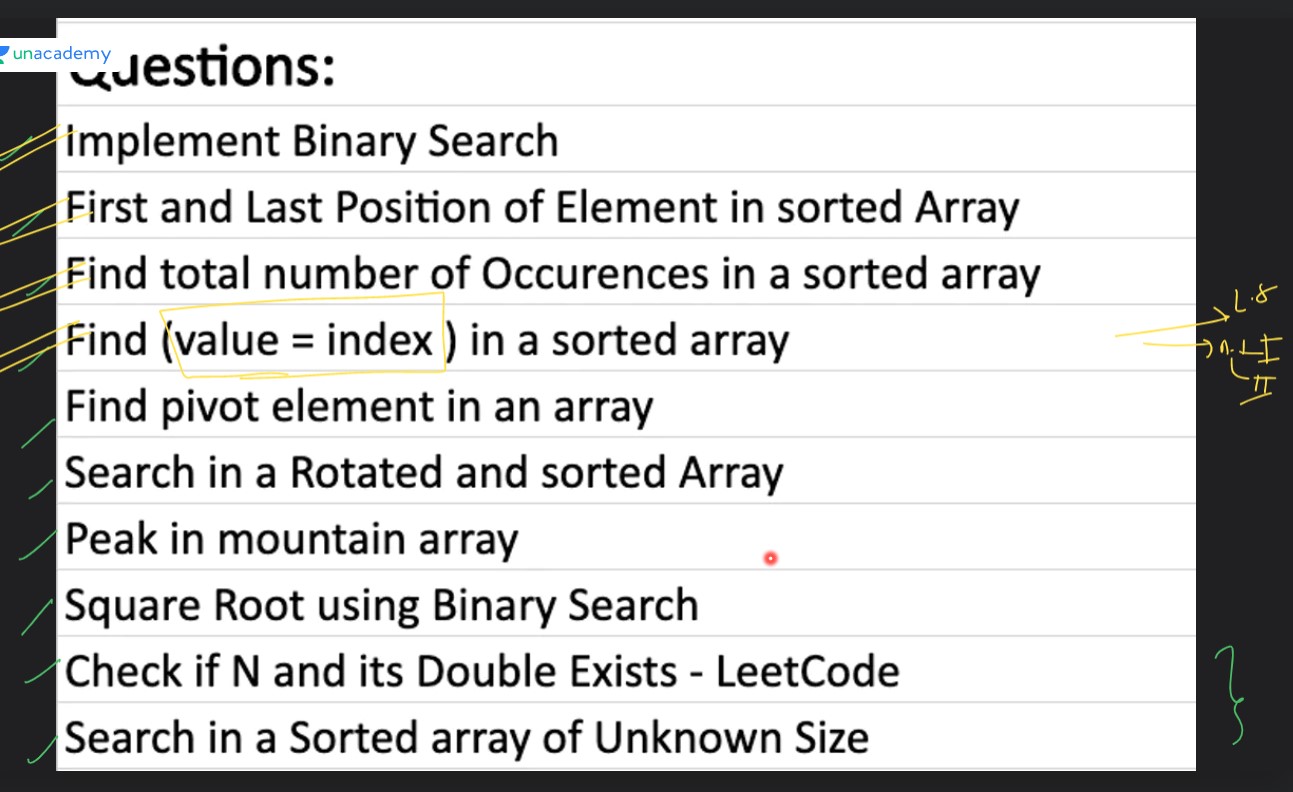 unacademy
Questions:
Implement Binary Search
First and Last Position of Element in sorted Array
Find total number of Occurences in a sorted array
Find (value = index ) in a sorted array
L.S
Find pivot element in an array
II
Search in a Rotated and sorted Array
Peak in mountain array
Square Root using Binary Search
Check if N and its Double Exists - LeetCode
Search in a Sorted array of Unknown Size